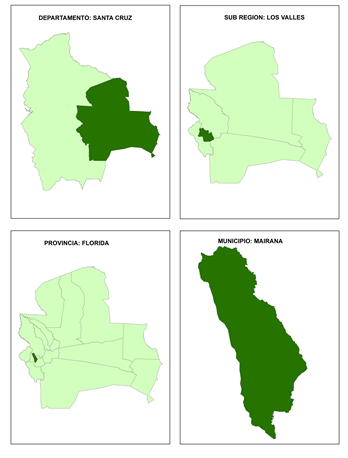 DEPARTAMENTO: SANTA CRUZ
SUB REGION: LOS VALLES
PROVINCIA: FLORIDA
MUNICIPIO: MAIRANA